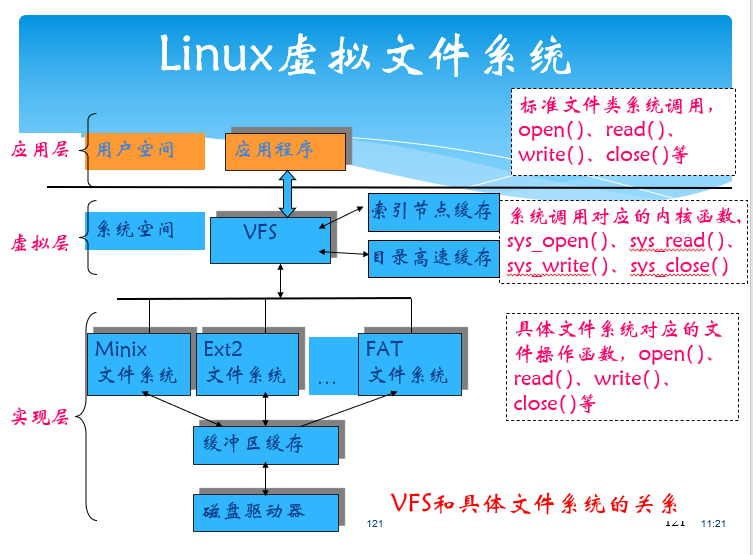 Linux虚拟文件系统
标准文件类系统调用，
open()、read()、
write()、close()等
应用层
用户空间
应用程序
虚拟层
系统空间
VFS
索引节点缓存
目录高速缓存
系统调用对应的内核函数，
sys_open()、sys_read()、
sys_write()、sys_close()
Minix
文件系统
Ext2
文件系统
...
FAT
文件系统
具体文件系统对应的文
件操作函数，open()、
read()、write()、
close()等
实现层
缓冲区缓存
磁盘驱动器
VFS和具体文件系统的关系
121
121
11:21